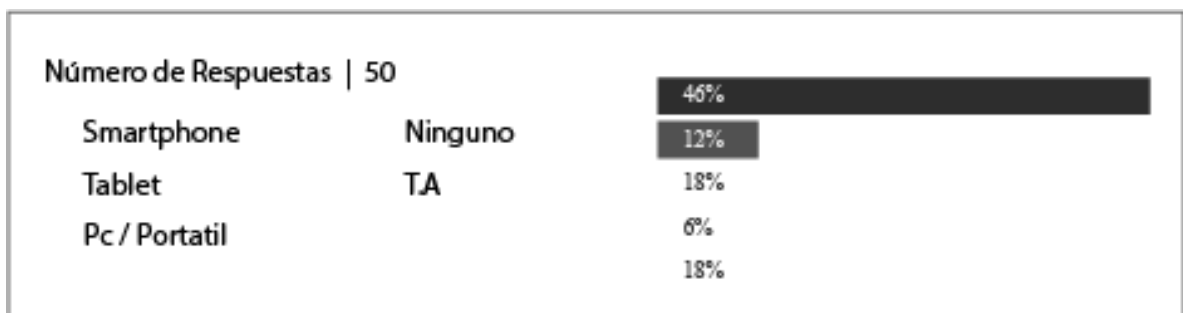 Número de Respuestas | 50
Smartphone
Tablet
Pc / Portatil
Ninguno
T.A
46%
12%
18%
6%
18%